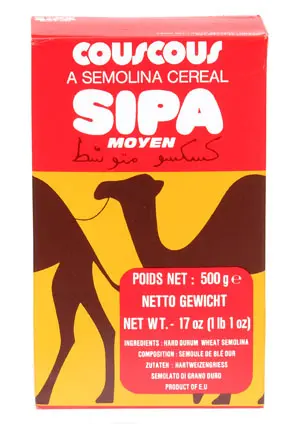 COUSCOUS
A SEMOLINA CEREAL
SIPA
MOYEN
كسكسو متوسط
POIDS NET : 500 g e
NETTO GEWICHT
NET WT. - 17 oz (1 lb 1 oz)
INGREDIENTS : HARD DURUM WHEAT SEMOLINA
COMPOSITION : SEMOULE DE BLÉ DUR
ZUTATEN : HARTWEIZENGRIESS
SEMOLATO DI GRANO DURO
PRODUCT OF E.U